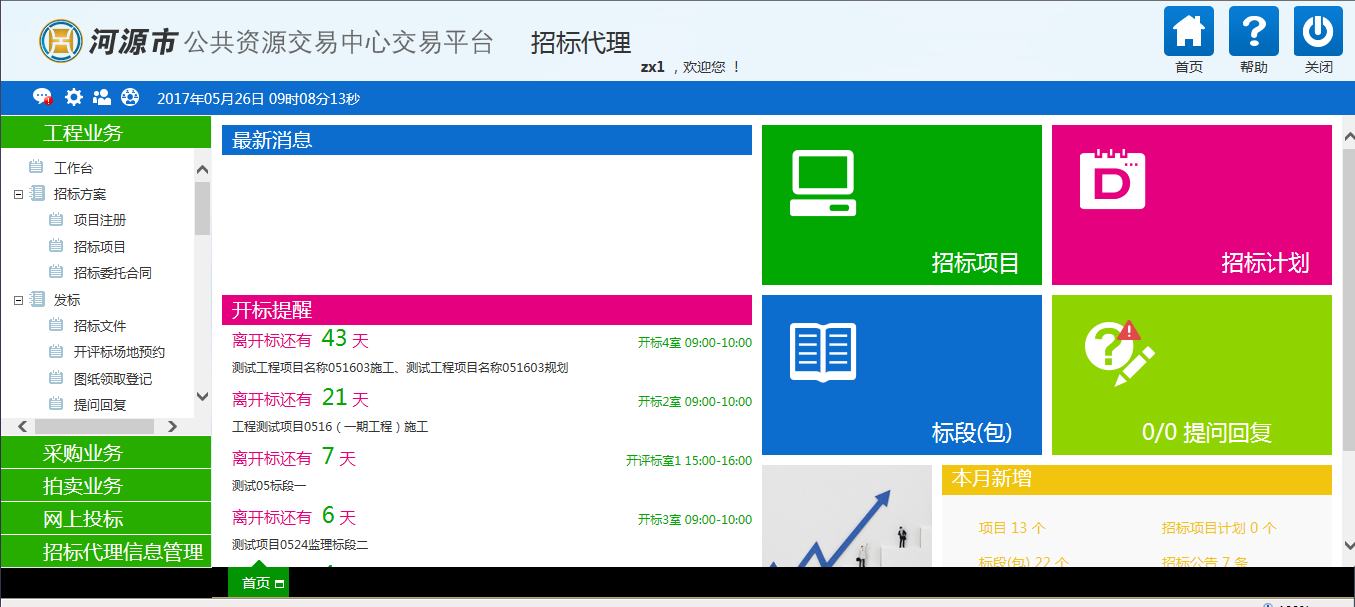 河源市 公共资源交易中心交易平台 招标代理
zx1 ，欢迎您 ！
首页 帮助 关闭
2017年05月26日 09时08分13秒
工程业务
工作台
招标方案
项目注册
招标项目
招标委托合同
发标
招标文件
开评标场地预约
图纸领取登记
提问回复
采购业务
拍卖业务
网上投标
招标代理信息管理
最新消息
开标提醒
离开标还有 43 天 开标4室 09:00-10:00
测试工程项目名称051603施工、测试工程项目名称051603规划
离开标还有 21 天 开标2室 09:00-10:00
工程测试项目0516（一期工程）施工
离开标还有 7 天 开评标室1 15:00-16:00
测试05标段一
离开标还有 6 天 开标3室 09:00-10:00
测试项目0524监理标段二
招标项目
D
招标计划
标段(包)
0/0 提问回复
本月新增
项目 13 个 招标项目计划 0 个
标段(包) 22 个 招标公告 7 条
首页